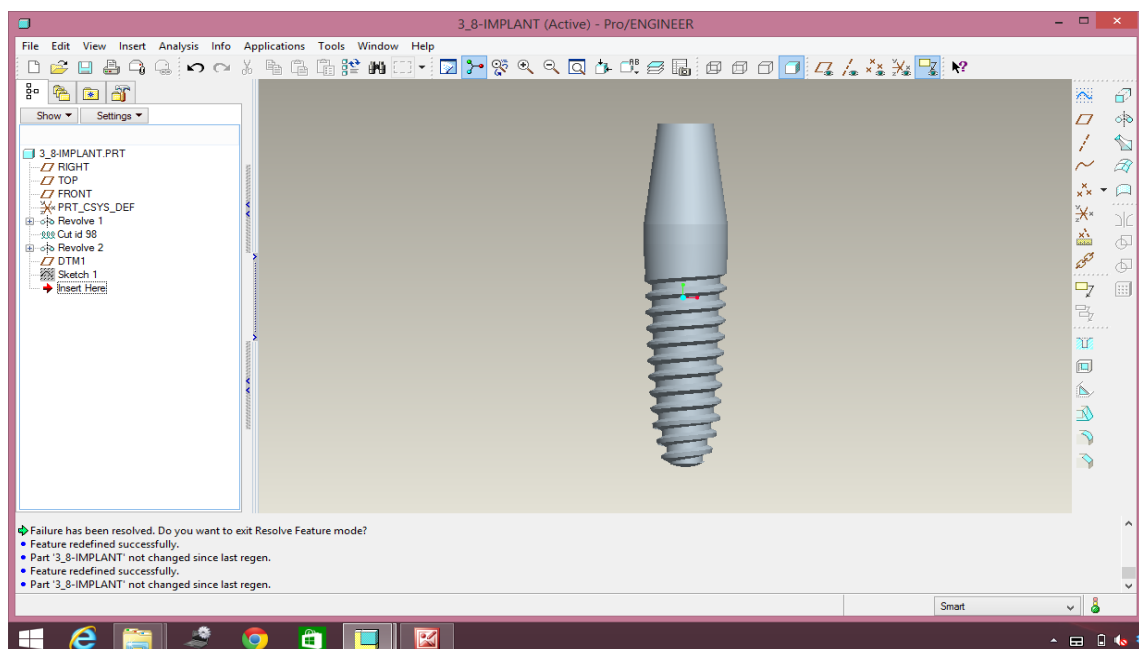 3_8-IMPLANT (Active) - Pro/ENGINEER
File Edit View Insert Analysis Info Applications Tools Window Help
Show Settings
3_8-IMPLANT.PRT
RIGHT
TOP
FRONT
PRT_CSYS_DEF
Revolve 1
Cut id 98
Revolve 2
DTM1
Sketch 1
Insert Here
Failure has been resolved. Do you want to exit Resolve Feature mode?
• Feature redefined successfully.
• Part '3_8-IMPLANT' not changed since last regen.
• Feature redefined successfully.
• Part '3_8-IMPLANT' not changed since last regen.
Smart